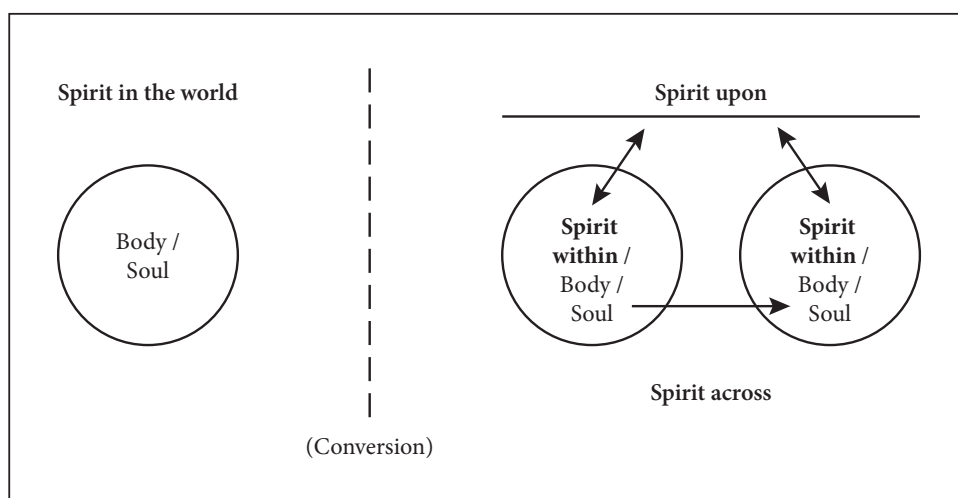 Spirit in the world
Body /
Soul
(Conversion)
Spirit upon
Spirit
within /
Body /
Soul
Spirit
within /
Body /
Soul
Spirit across